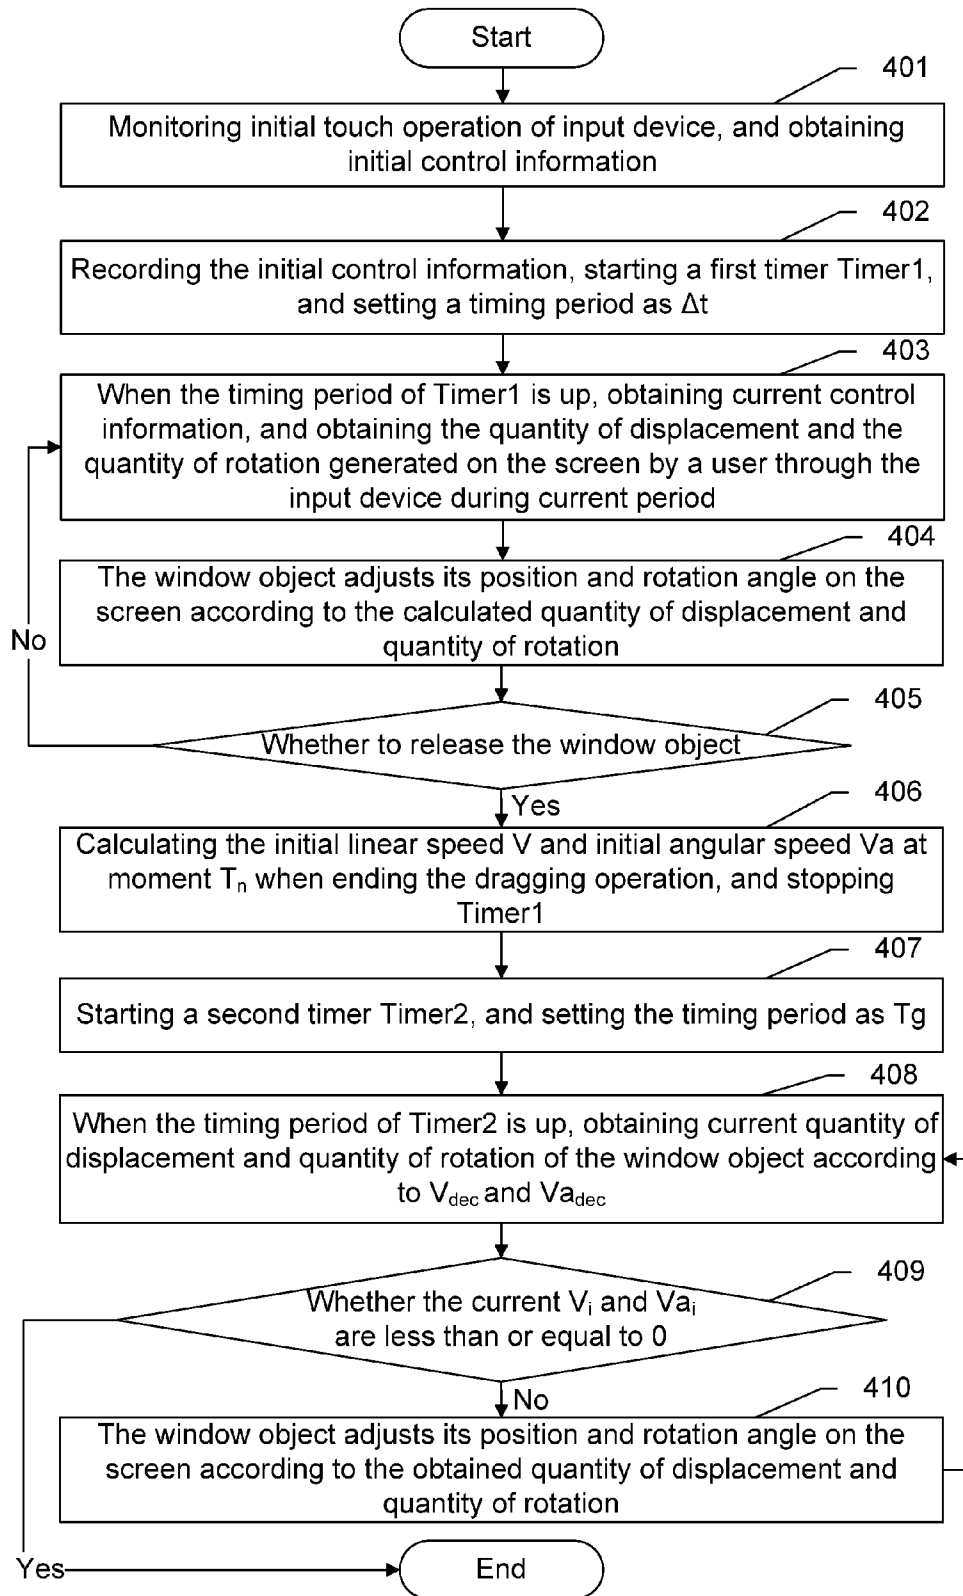 Start
401
Monitoring initial touch operation of input device, and obtaining
initial control information
402
Recording the initial control information, starting a first timer Timer1,
and setting a timing period as Δt
403
When the timing period of Timer1 is up, obtaining current control
information, and obtaining the quantity of displacement and the
quantity of rotation generated on the screen by a user through the
input device during current period
404
The window object adjusts its position and rotation angle on the
screen according to the calculated quantity of displacement and
quantity of rotation
No
405
Whether to release the window object
Yes
406
Calculating the initial linear speed V and initial angular speed Va at
moment Tn when ending the dragging operation, and stopping
Timer1
407
Starting a second timer Timer2, and setting the timing period as Tg
408
When the timing period of Timer2 is up, obtaining current quantity of
displacement and quantity of rotation of the window object according
to Vdec and Vadec
409
Whether the current Vi and Vai
are less than or equal to 0
No
410
The window object adjusts its position and rotation angle on the
screen according to the obtained quantity of displacement and
quantity of rotation
Yes
End